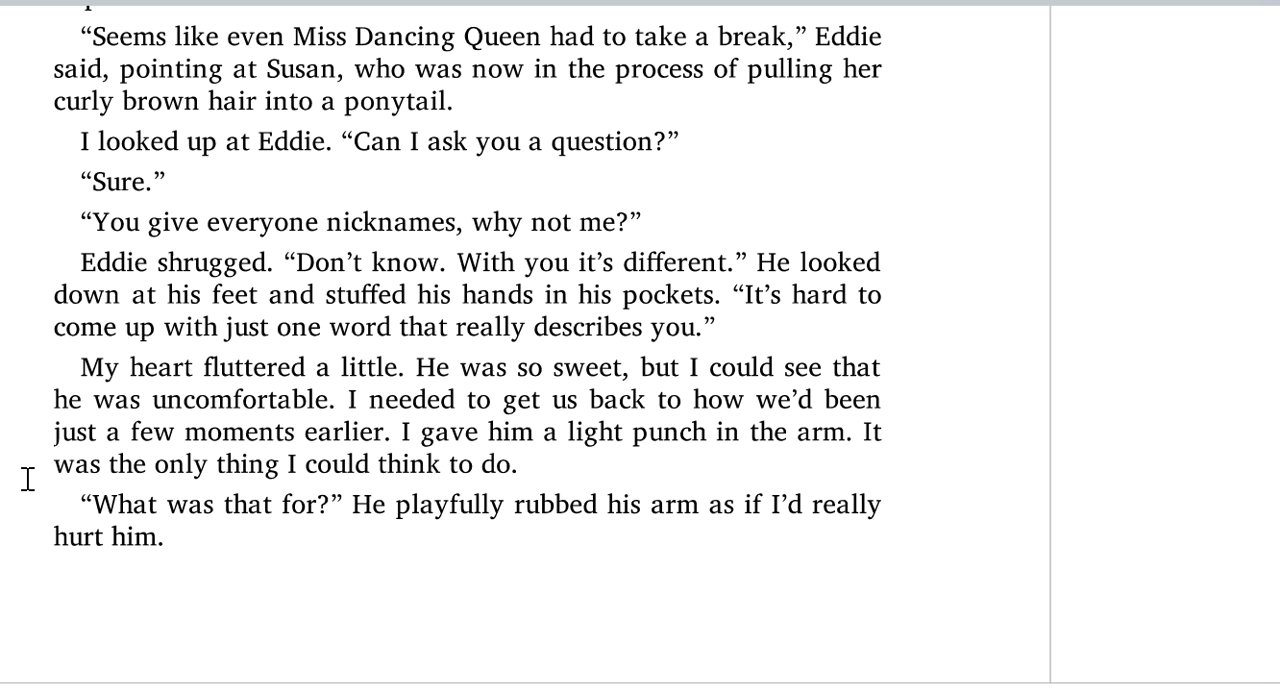 “Seems like even Miss Dancing Queen had to take a break,” Eddie
said, pointing at Susan, who was now in the process of pulling her
curly brown hair into a ponytail.
I looked up at Eddie. “Can I ask you a question?”
“Sure.”
“You give everyone nicknames, why not me?”
Eddie shrugged. “Don’t know. With you it’s different.” He looked
down at his feet and stuffed his hands in his pockets. “It’s hard to
come up with just one word that really describes you.”
My heart fluttered a little. He was so sweet, but I could see that
he was uncomfortable. I needed to get us back to how we’d been
just a few moments earlier. I gave him a light punch in the arm. It
was the only thing I could think to do.
“What was that for?” He playfully rubbed his arm as if I’d really
hurt him.